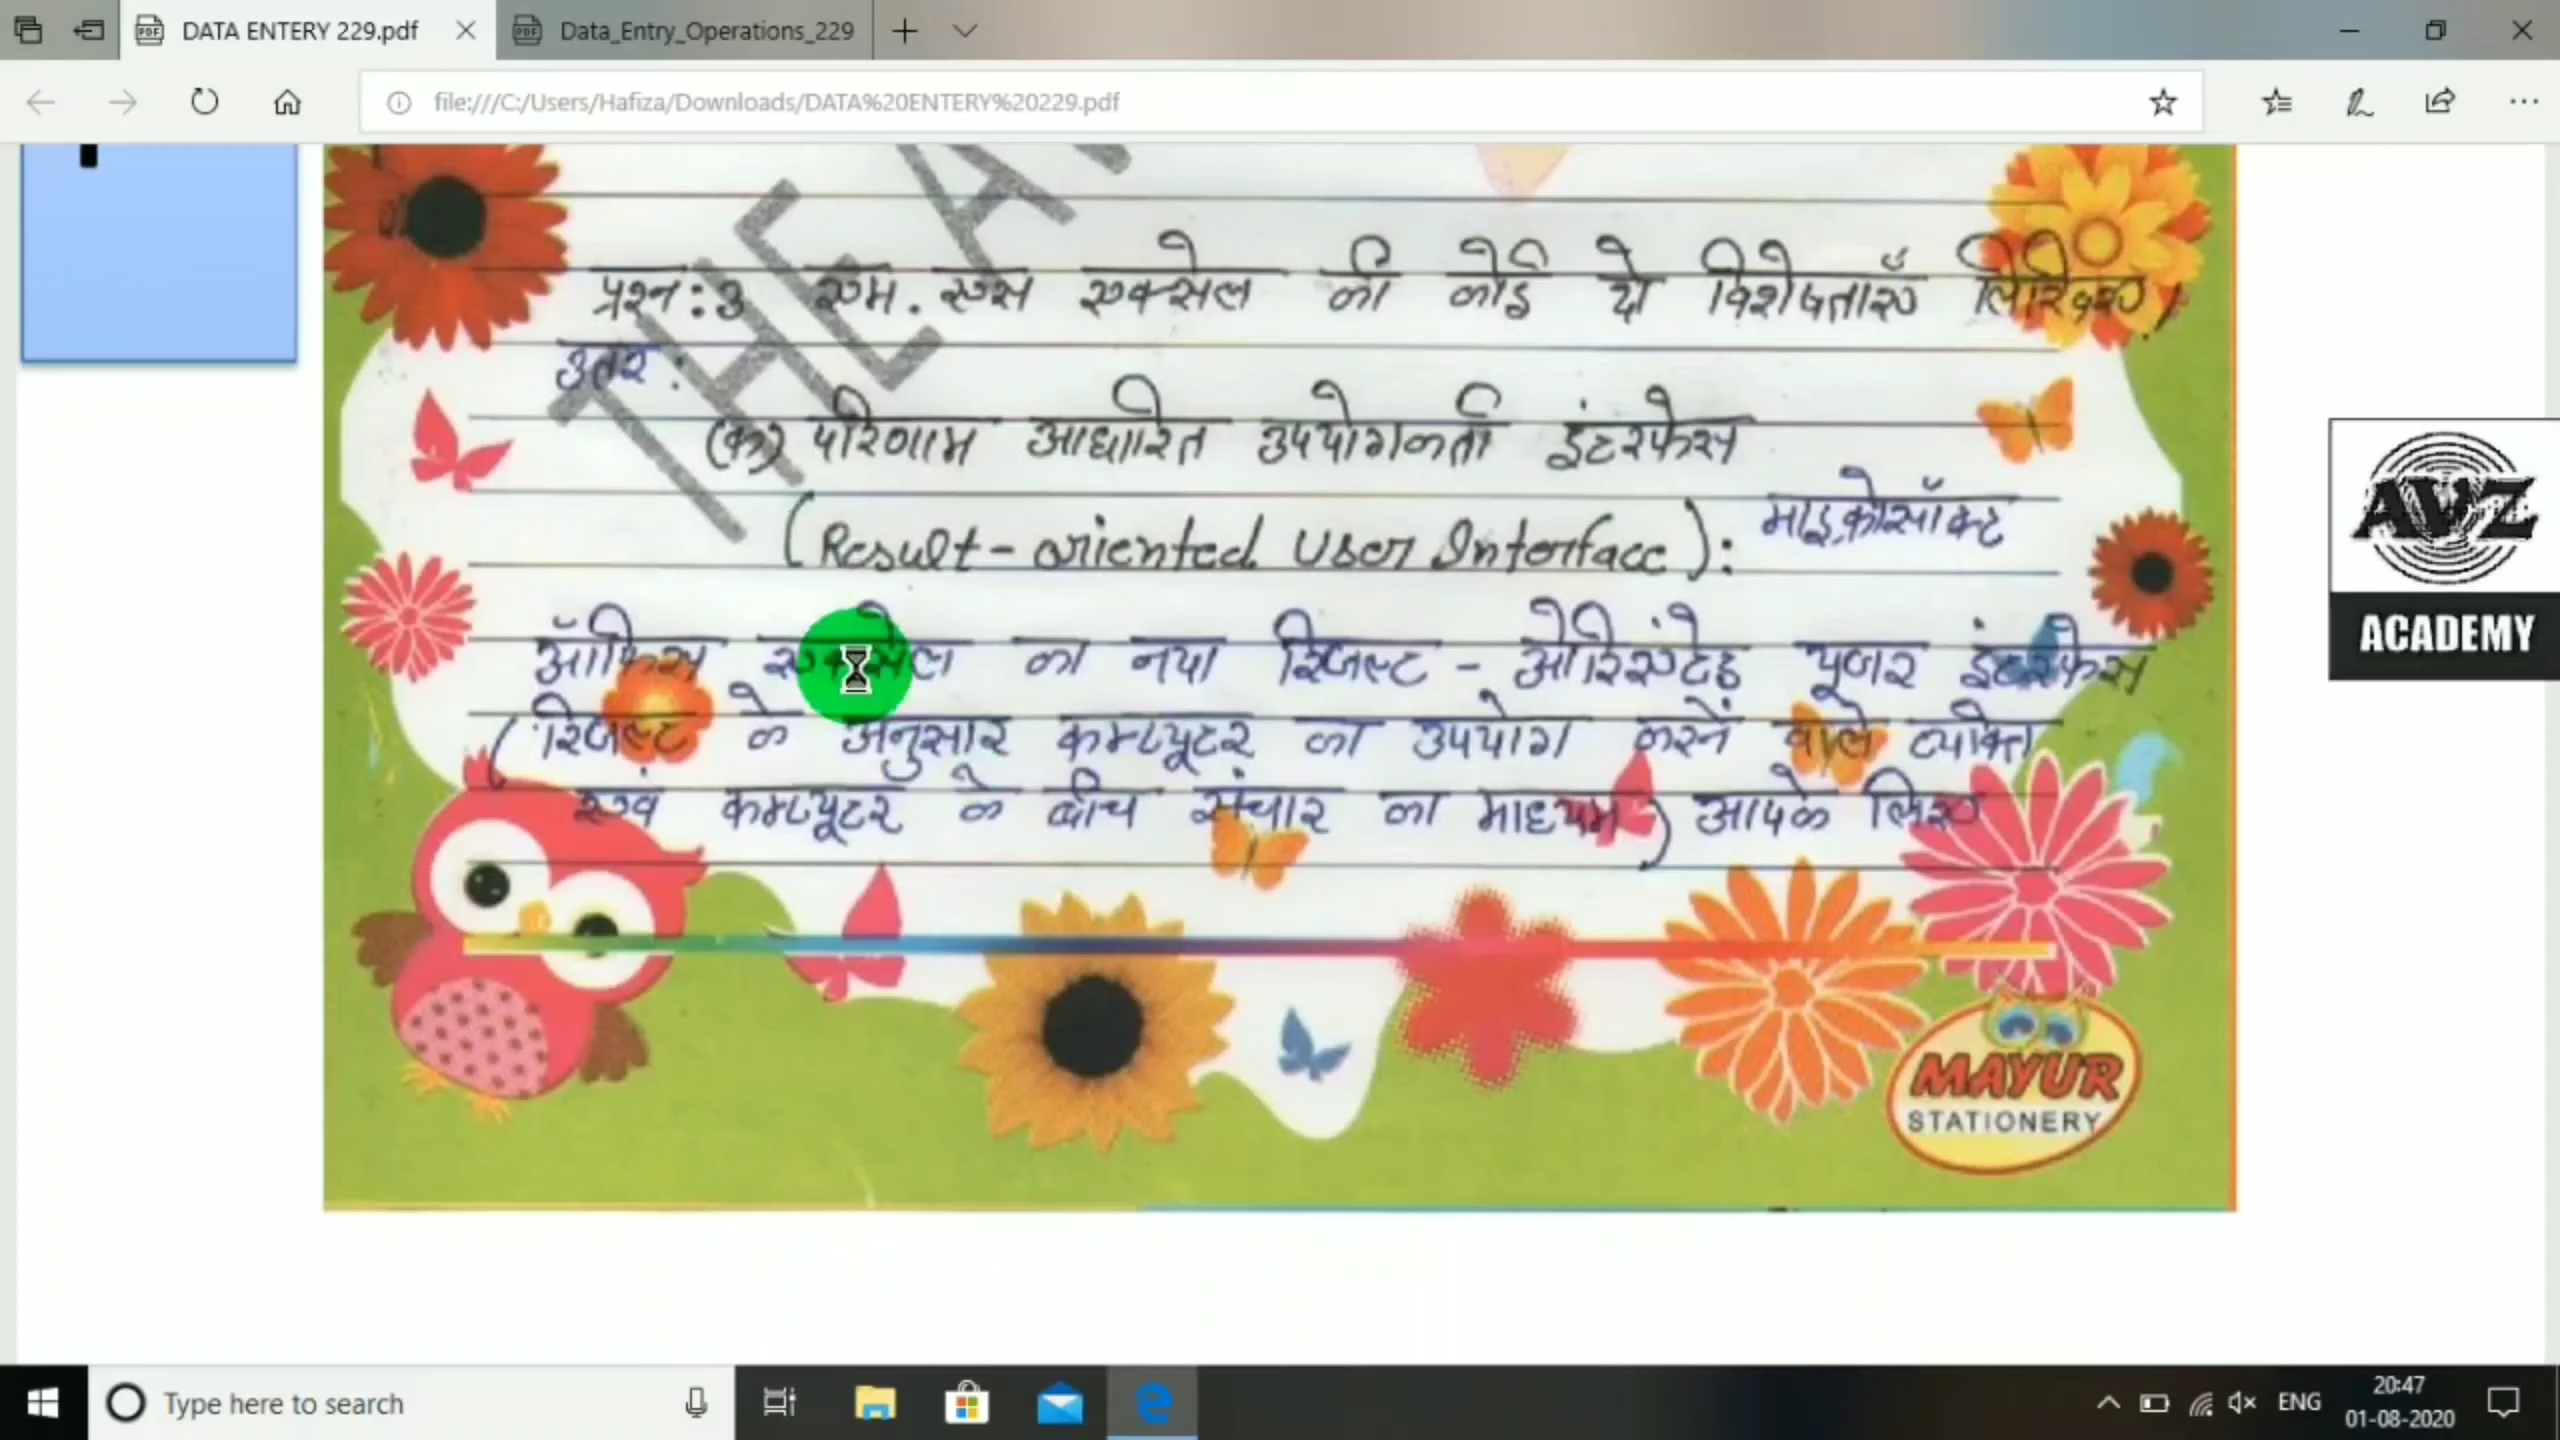 DATA ENTERY 229.pdf
Data_Entry_Operations_229
file:///C:/Users/Hafiza/Downloads/DATA%20ENTERY%20229.pdf
प्रश्न:3 एम. एस एक्सेल की कोई दो विशेषताएँ लिखिए।
उतर:
(क) परिणाम आधारित उपयोगकर्ता इंटरफेस
(Result-oriented User Interface): माइक्रोसॉफ्ट
ऑफिस एक्सेल का नया रिजल्ट - ओरिएंटेड यूजर इंटरफेस
(रिजल्ट के अनुसार कम्प्यूटर का उपयोग करने वाले व्यक्ति
एवं कम्प्यूटर के बीच संचार का माध्यम) आपके लिए
THEA
AVZ
ACADEMY
MAYUR
STATIONERY
Type here to search
ENG
20:47
01-08-2020